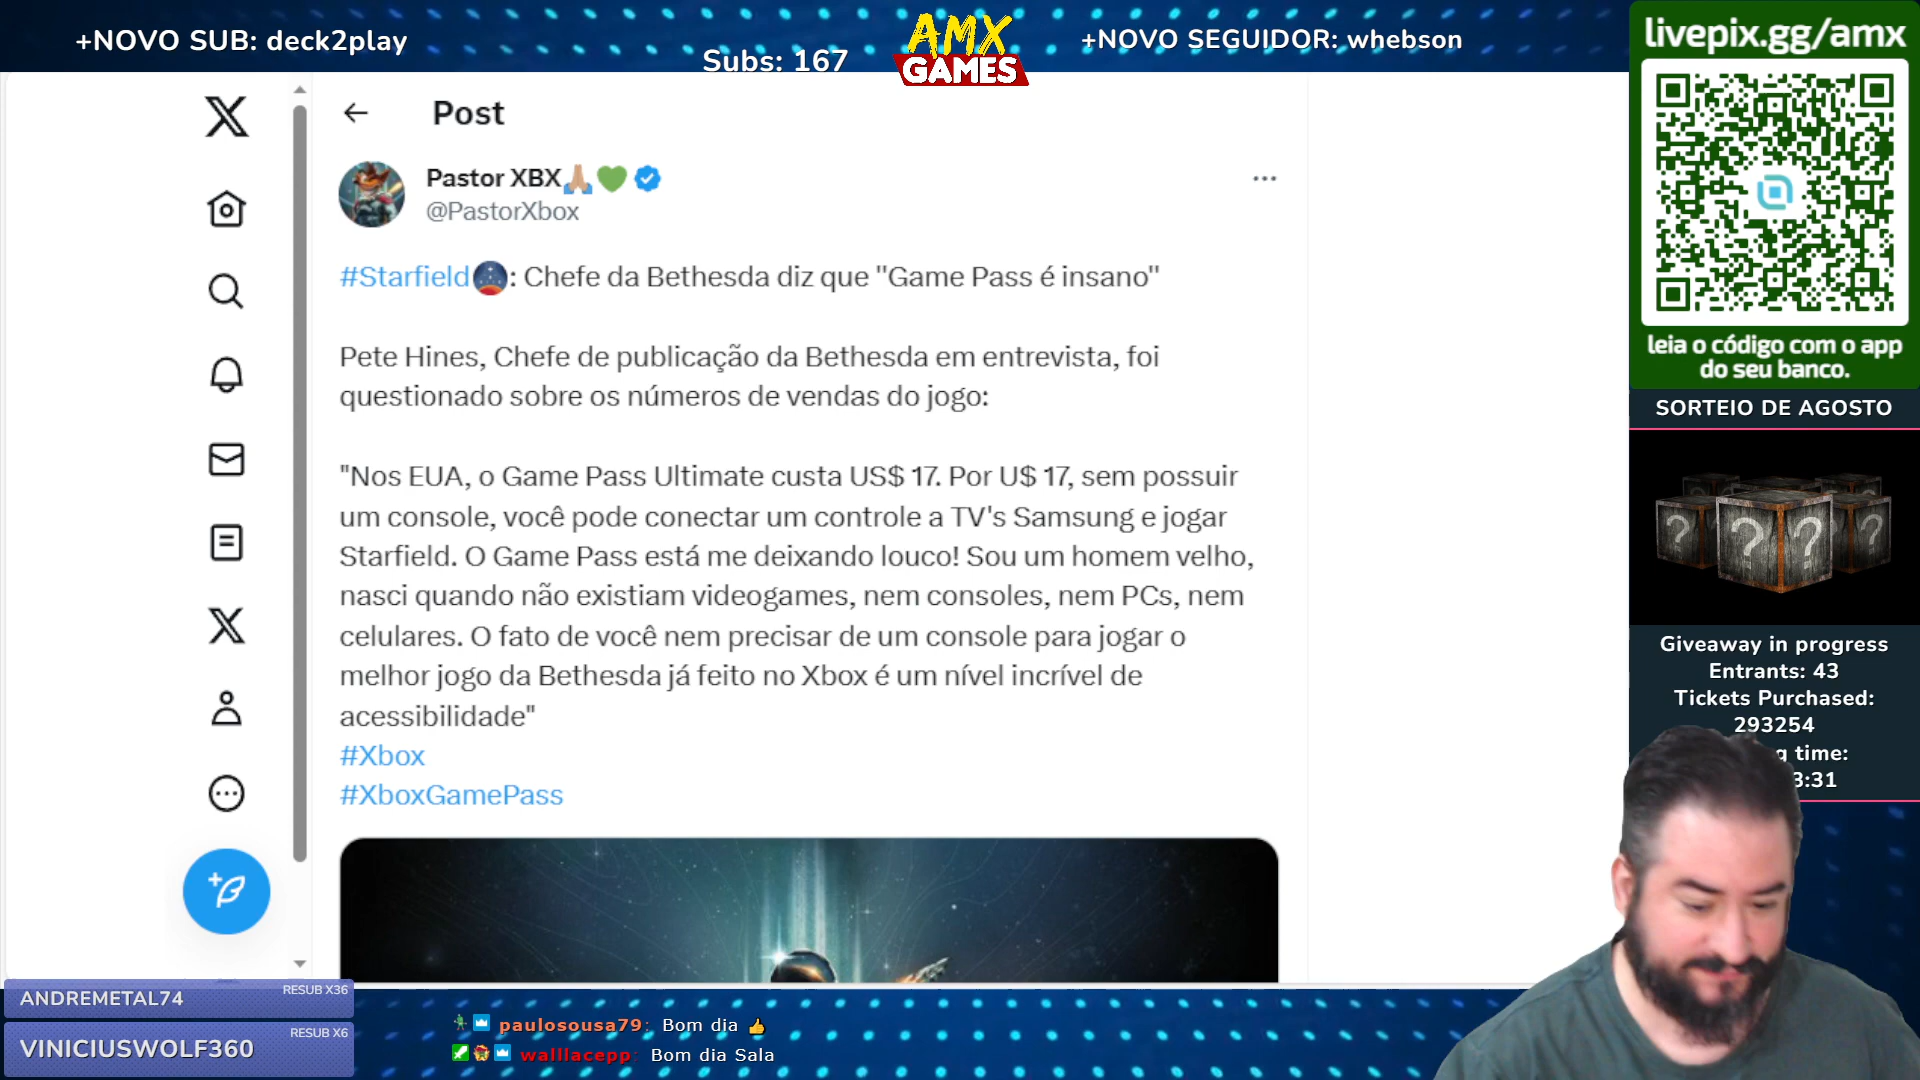 +NOVO SUB: deck2play
Subs: 167
AMX
GAMES
+NOVO SEGUIDOR: whebson
livepix.gg/amx
leia o código com o app
do seu banco.
SORTEIO DE AGOSTO
Giveaway in progress
Entrants: 43
Tickets Purchased:
293254
g time:
3:31
Post
Pastor XBX🙏🏼💚
@PastorXbox
#Starfield: Chefe da Bethesda diz que "Game Pass é insano"
Pete Hines, Chefe de publicação da Bethesda em entrevista, foi
questionado sobre os números de vendas do jogo:
"Nos EUA, o Game Pass Ultimate custa US$ 17. Por U$ 17, sem possuir
um console, você pode conectar um controle a TV's Samsung e jogar
Starfield. O Game Pass está me deixando louco! Sou um homem velho,
nasci quando não existiam videogames, nem consoles, nem PCs, nem
celulares. O fato de você nem precisar de um console para jogar o
melhor jogo da Bethesda já feito no Xbox é um nível incrível de
acessibilidade"
#Xbox
#XboxGamePass
ANDREMETAL74
RESUB X36
VINICIUSWOLF360
RESUB X6
paulosousa79: Bom dia 👍
walllacepp: Bom dia Sala